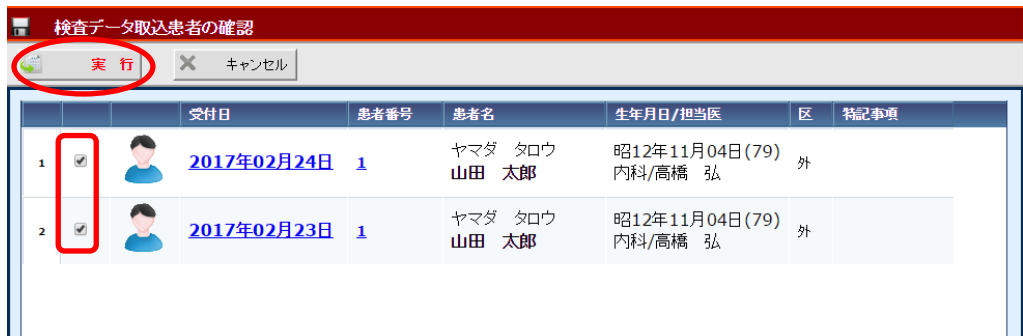 検査データ取込患者の確認
実 行 キャンセル
受付日 患者番号 患者名 生年月日/担当医 区 特記事項
1 2017年02月24日 1 ヤマダ タロウ 昭12年11月04日(79) 外
山田 太郎 内科/高橋 弘
2 2017年02月23日 1 ヤマダ タロウ 昭12年11月04日(79) 外
山田 太郎 内科/高橋 弘